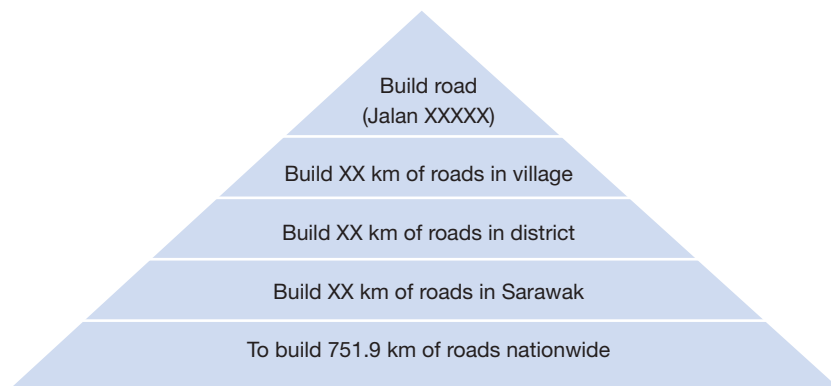 Build road
(Jalan XXXXX)
Build XX km of roads in village
Build XX km of roads in district
Build XX km of roads in Sarawak
To build 751.9 km of roads nationwide